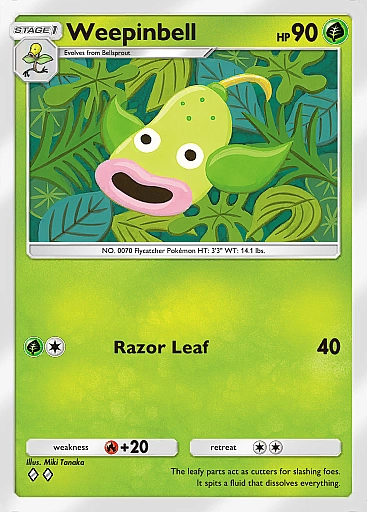 STAGE 1 Weepinbell HP 90
Evolves from Bellsprout
NO. 0070 Flycatcher Pokémon HT: 3'3" WT: 14.1 lbs.
Razor Leaf 40
weakness +20 retreat
Illus. Miki Tanaka
The leafy parts act as cutters for slashing foes.
It spits a fluid that dissolves everything.